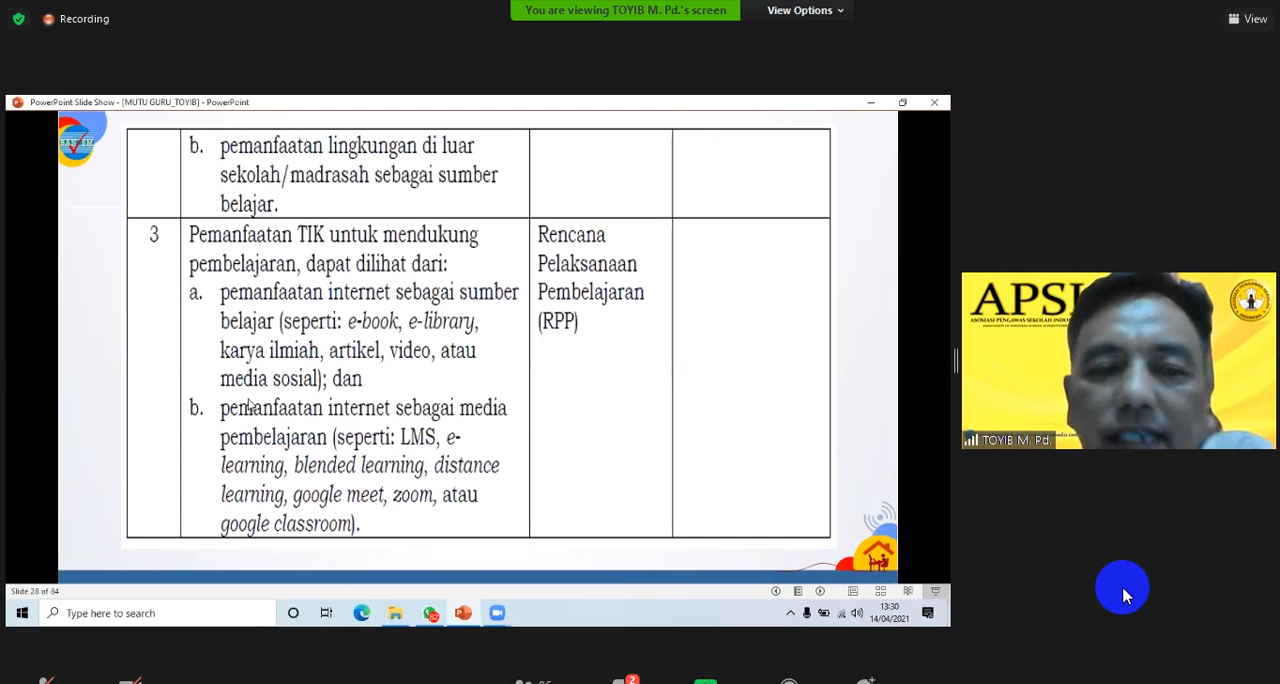 Recording
You are viewing TOYIB M. Pd.'s screen
View Options
View
PowerPoint Slide Show - [MUTU GURU_TOYIB] - PowerPoint
b. pemanfaatan lingkungan di luar
sekolah/madrasah sebagai sumber
belajar.
3 Pemanfaatan TIK untuk mendukung
pembelajaran, dapat dilihat dari:
a. pemanfaatan internet sebagai sumber
belajar (seperti: e-book, e-library,
karya ilmiah, artikel, video, atau
media sosial); dan
b. pemanfaatan internet sebagai media
pembelajaran (seperti: LMS, e-
learning, blended learning, distance
learning, google meet, zoom, atau
google classroom).
Rencana
Pelaksanaan
Pembelajaran
(RPP)
APSI
TOYIB M. Pd.
Slide 28 of 84
Type here to search
13:30
14/04/2021
2